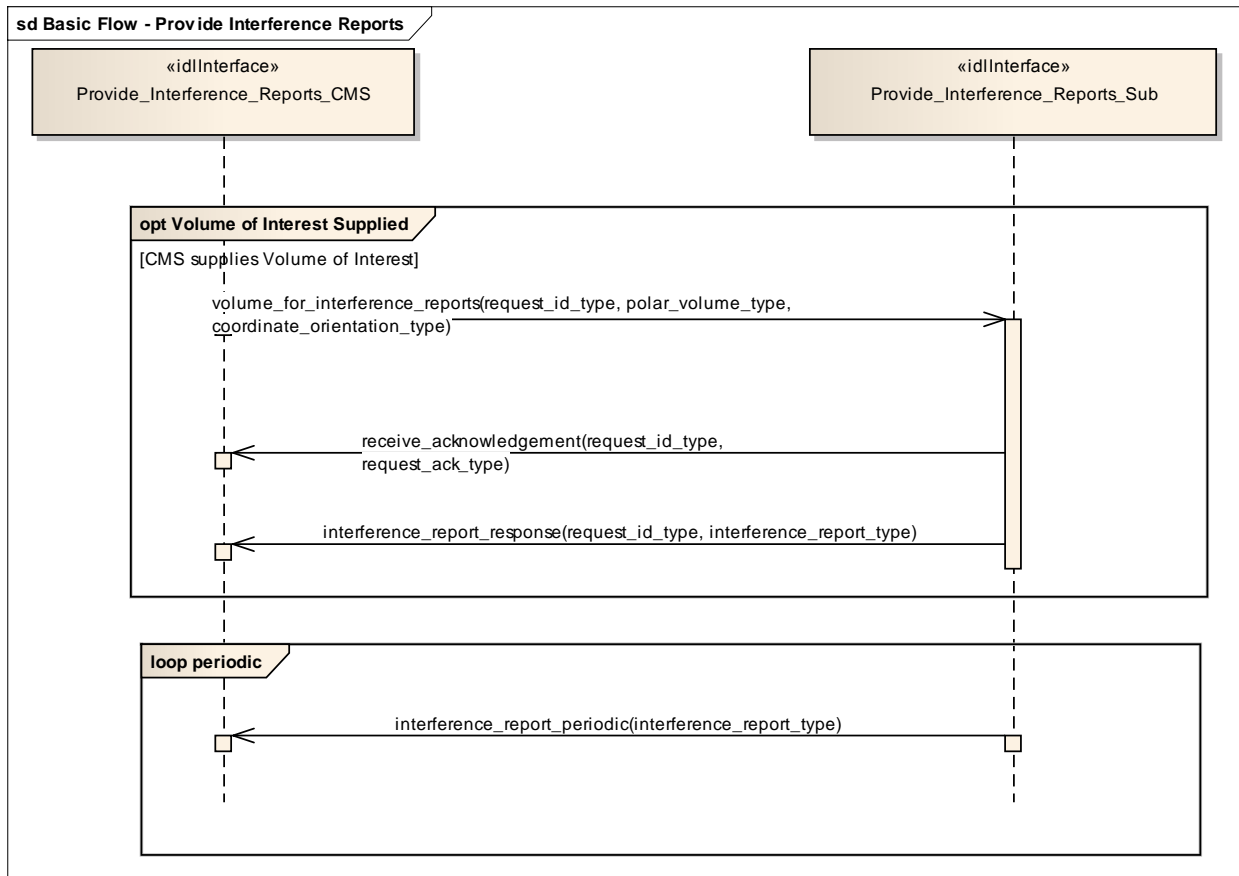 sd Basic Flow - Provide Interference Reports
«idlInterface»
Provide_Interference_Reports_CMS
«idlInterface»
Provide_Interference_Reports_Sub
opt Volume of Interest Supplied
[CMS supplies Volume of Interest]
volume_for_interference_reports(request_id_type, polar_volume_type,
coordinate_orientation_type)
receive_acknowledgement(request_id_type,
request_ack_type)
interference_report_response(request_id_type, interference_report_type)
loop periodic
interference_report_periodic(interference_report_type)